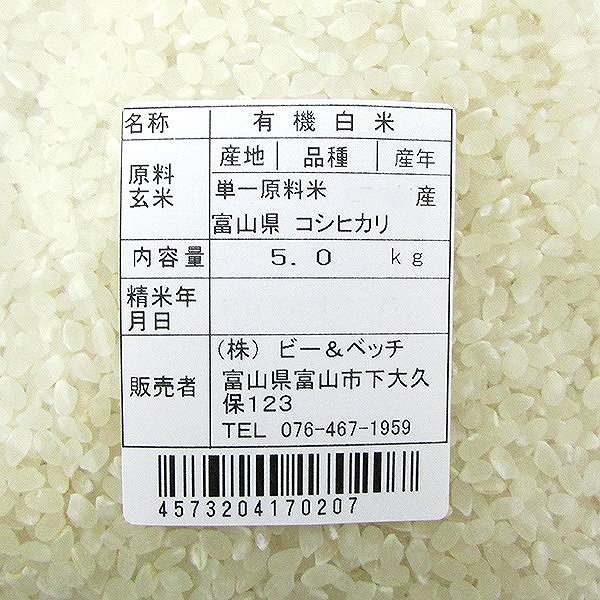 名称 有機白米
原料玄米 産地 品種 産年
単一原料米 産
富山県 コシヒカリ
内容量 5.0 kg
精米年月日
販売者 (株) ビー&ベッチ
富山県富山市下大久
保123
TEL 076-467-1959
4573204170207